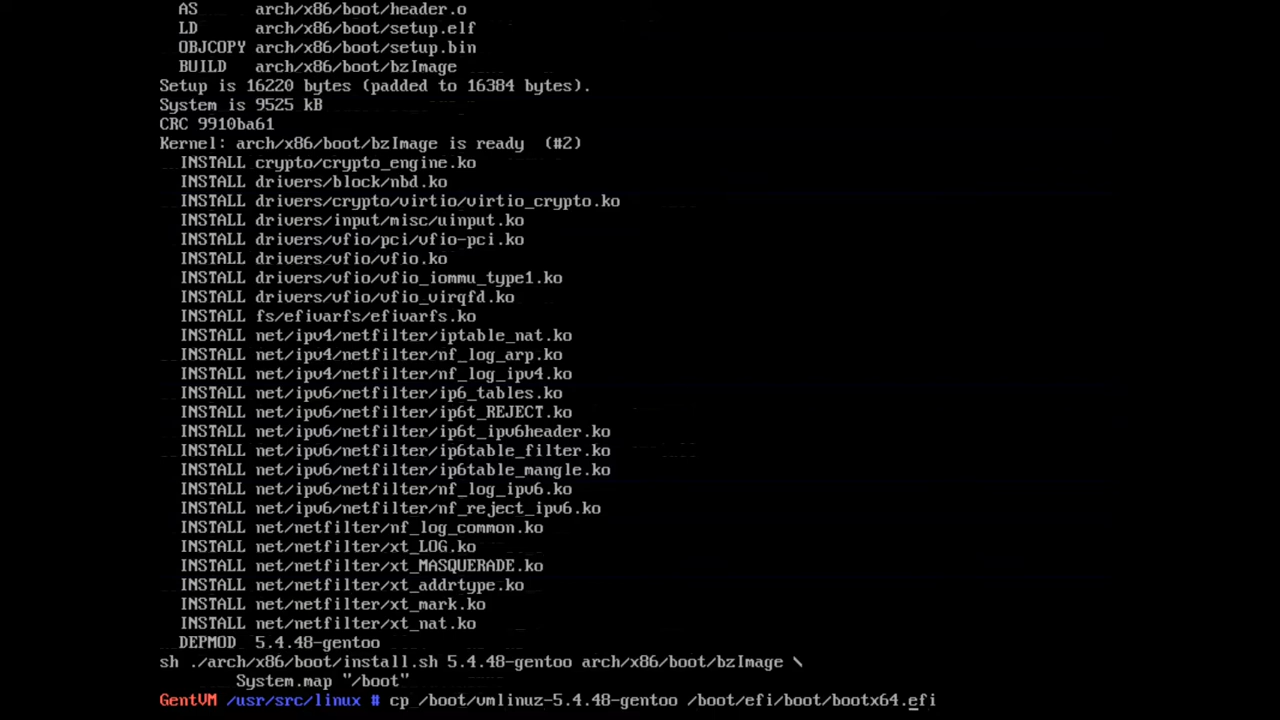 AS      arch/x86/boot/header.o
LD      arch/x86/boot/setup.elf
OBJCOPY arch/x86/boot/setup.bin
BUILD   arch/x86/boot/bzImage
Setup is 16220 bytes (padded to 16384 bytes).
System is 9525 kB
CRC 9910ba61
Kernel: arch/x86/boot/bzImage is ready  (#2)
INSTALL crypto/crypto_engine.ko
INSTALL drivers/block/nbd.ko
INSTALL drivers/crypto/virtio/virtio_crypto.ko
INSTALL drivers/input/misc/uinput.ko
INSTALL drivers/vfio/pci/vfio-pci.ko
INSTALL drivers/vfio/vfio.ko
INSTALL drivers/vfio/vfio_iommu_type1.ko
INSTALL drivers/vfio/vfio_virqfd.ko
INSTALL fs/efivarfs/efivarfs.ko
INSTALL net/ipv4/netfilter/iptable_nat.ko
INSTALL net/ipv4/netfilter/nf_log_arp.ko
INSTALL net/ipv4/netfilter/nf_log_ipv4.ko
INSTALL net/ipv6/netfilter/ip6_tables.ko
INSTALL net/ipv6/netfilter/ip6t_REJECT.ko
INSTALL net/ipv6/netfilter/ip6t_ipv6header.ko
INSTALL net/ipv6/netfilter/ip6table_filter.ko
INSTALL net/ipv6/netfilter/ip6table_mangle.ko
INSTALL net/ipv6/netfilter/nf_log_ipv6.ko
INSTALL net/ipv6/netfilter/nf_reject_ipv6.ko
INSTALL net/netfilter/nf_log_common.ko
INSTALL net/netfilter/xt_LOG.ko
INSTALL net/netfilter/xt_MASQUERADE.ko
INSTALL net/netfilter/xt_addrtype.ko
INSTALL net/netfilter/xt_mark.ko
INSTALL net/netfilter/xt_nat.ko
DEPMOD  5.4.48-gentoo
sh ./arch/x86/boot/install.sh 5.4.48-gentoo arch/x86/boot/bzImage \
System.map "/boot"
GentVM /usr/src/linux # cp /boot/vmlinuz-5.4.48-gentoo /boot/efi/boot/bootx64.efi